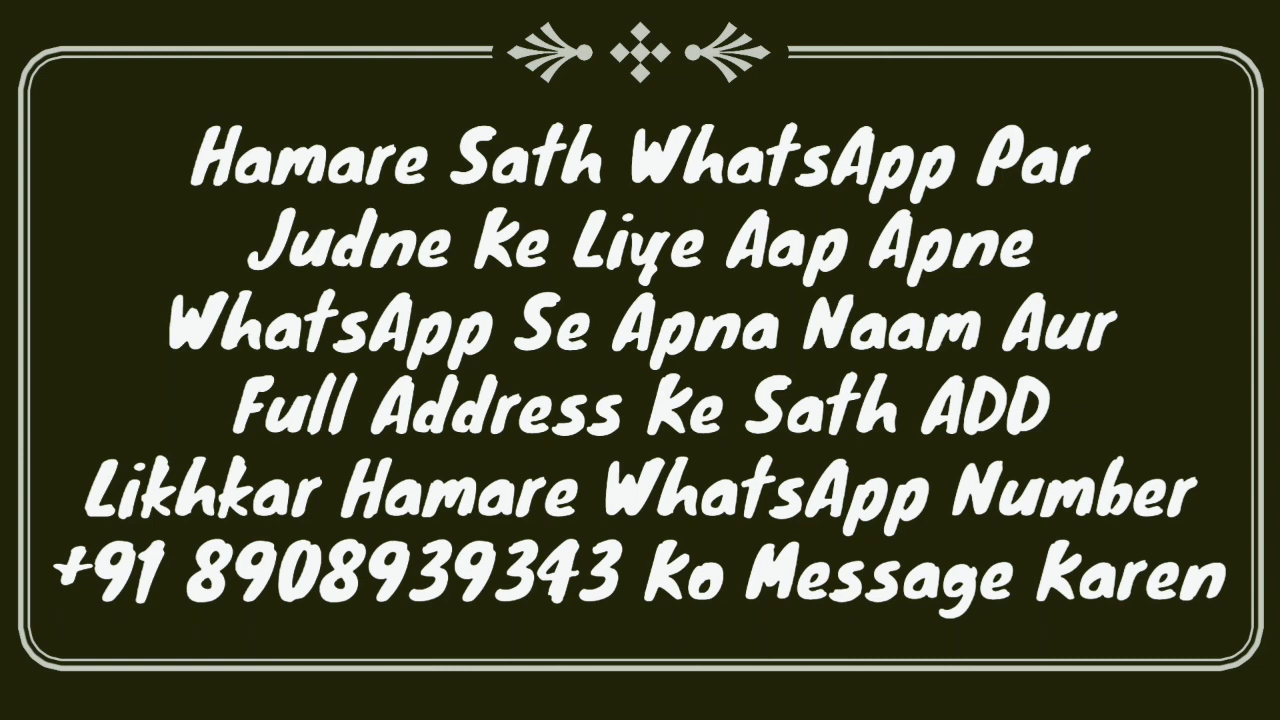 Hamare Sath WhatsApp Par
Judne Ke Liye Aap Apne
WhatsApp Se Apna Naam Aur
Full Address Ke Sath ADD
Likhkar Hamare WhatsApp Number
+91 8908939343 Ko Message Karen